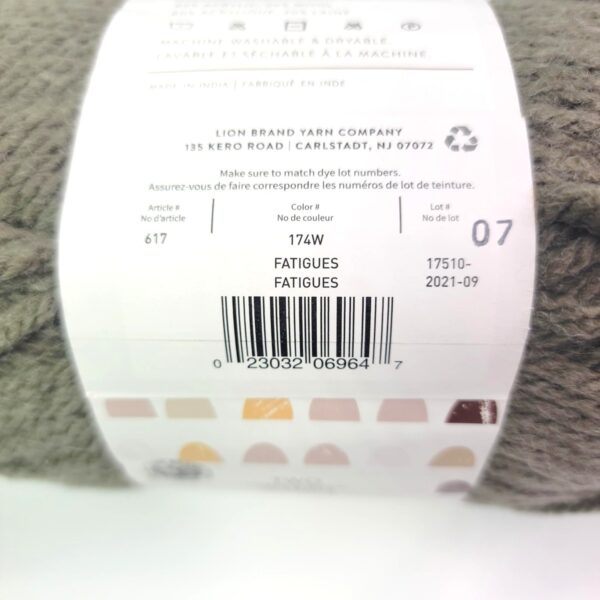 MACHINE WASHABLE & DRYABLE.
LAVABLE ET SÉCHABLE À LA MACHINE.
MADE IN INDIA | FABRIQUÉ EN INDE
LION BRAND YARN COMPANY
135 KERO ROAD | CARLSTADT, NJ 07072
Make sure to match dye lot numbers.
Assurez-vous de faire correspondre les numéros de lot de teinture.
Article # Color # Lot #
No d'article No de couleur No de lot
617 174W 07
FATIGUES 17510-
FATIGUES 2021-09
0 23032 06964 7